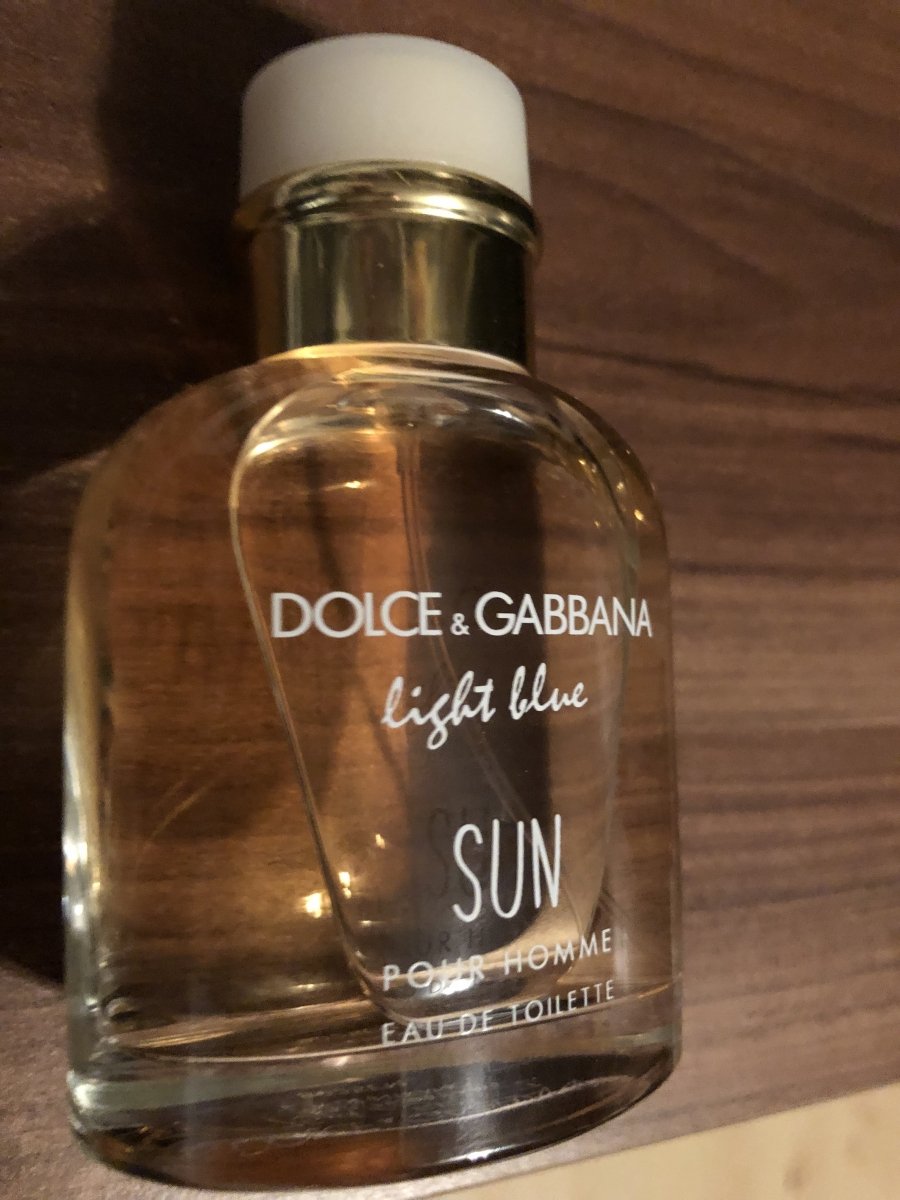 DOLCE & GABBANA
light blue
SUN
POUR HOMME
EAU DE TOILETTE